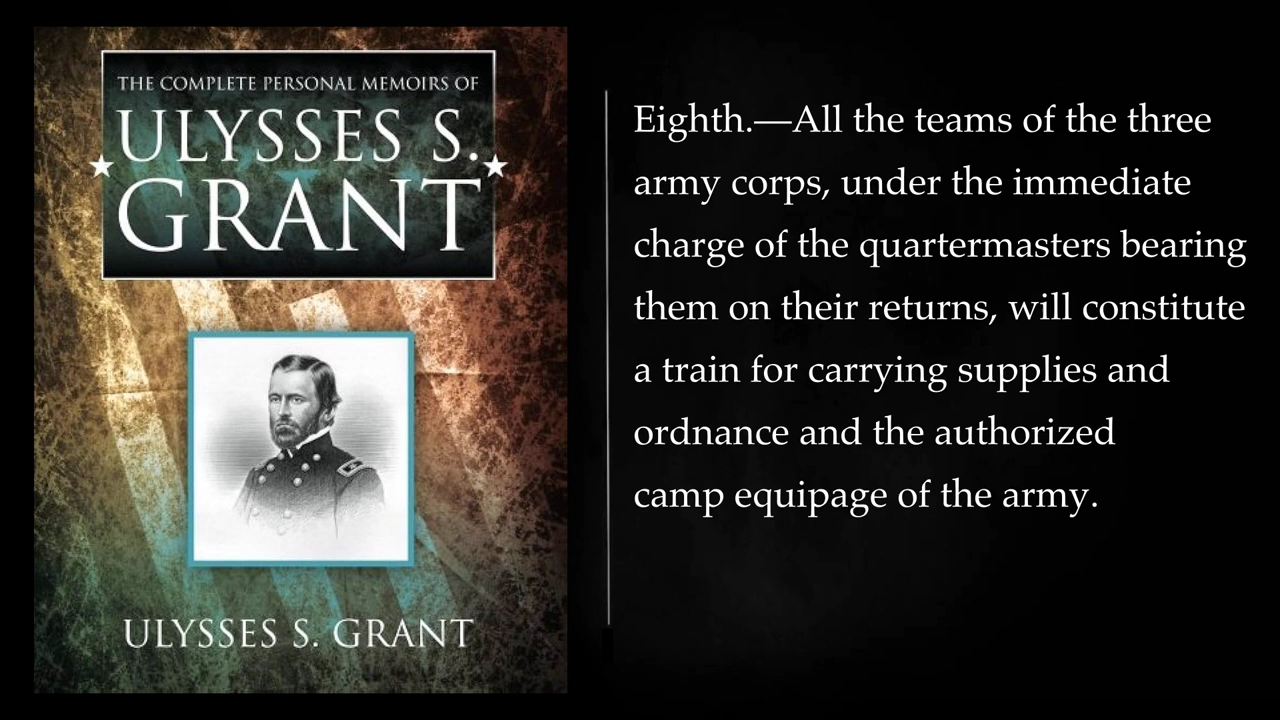 THE COMPLETE PERSONAL MEMOIRS OF
ULYSSES S.
GRANT
ULYSSES S. GRANT
Eighth.—All the teams of the three
army corps, under the immediate
charge of the quartermasters bearing
them on their returns, will constitute
a train for carrying supplies and
ordnance and the authorized
camp equipage of the army.